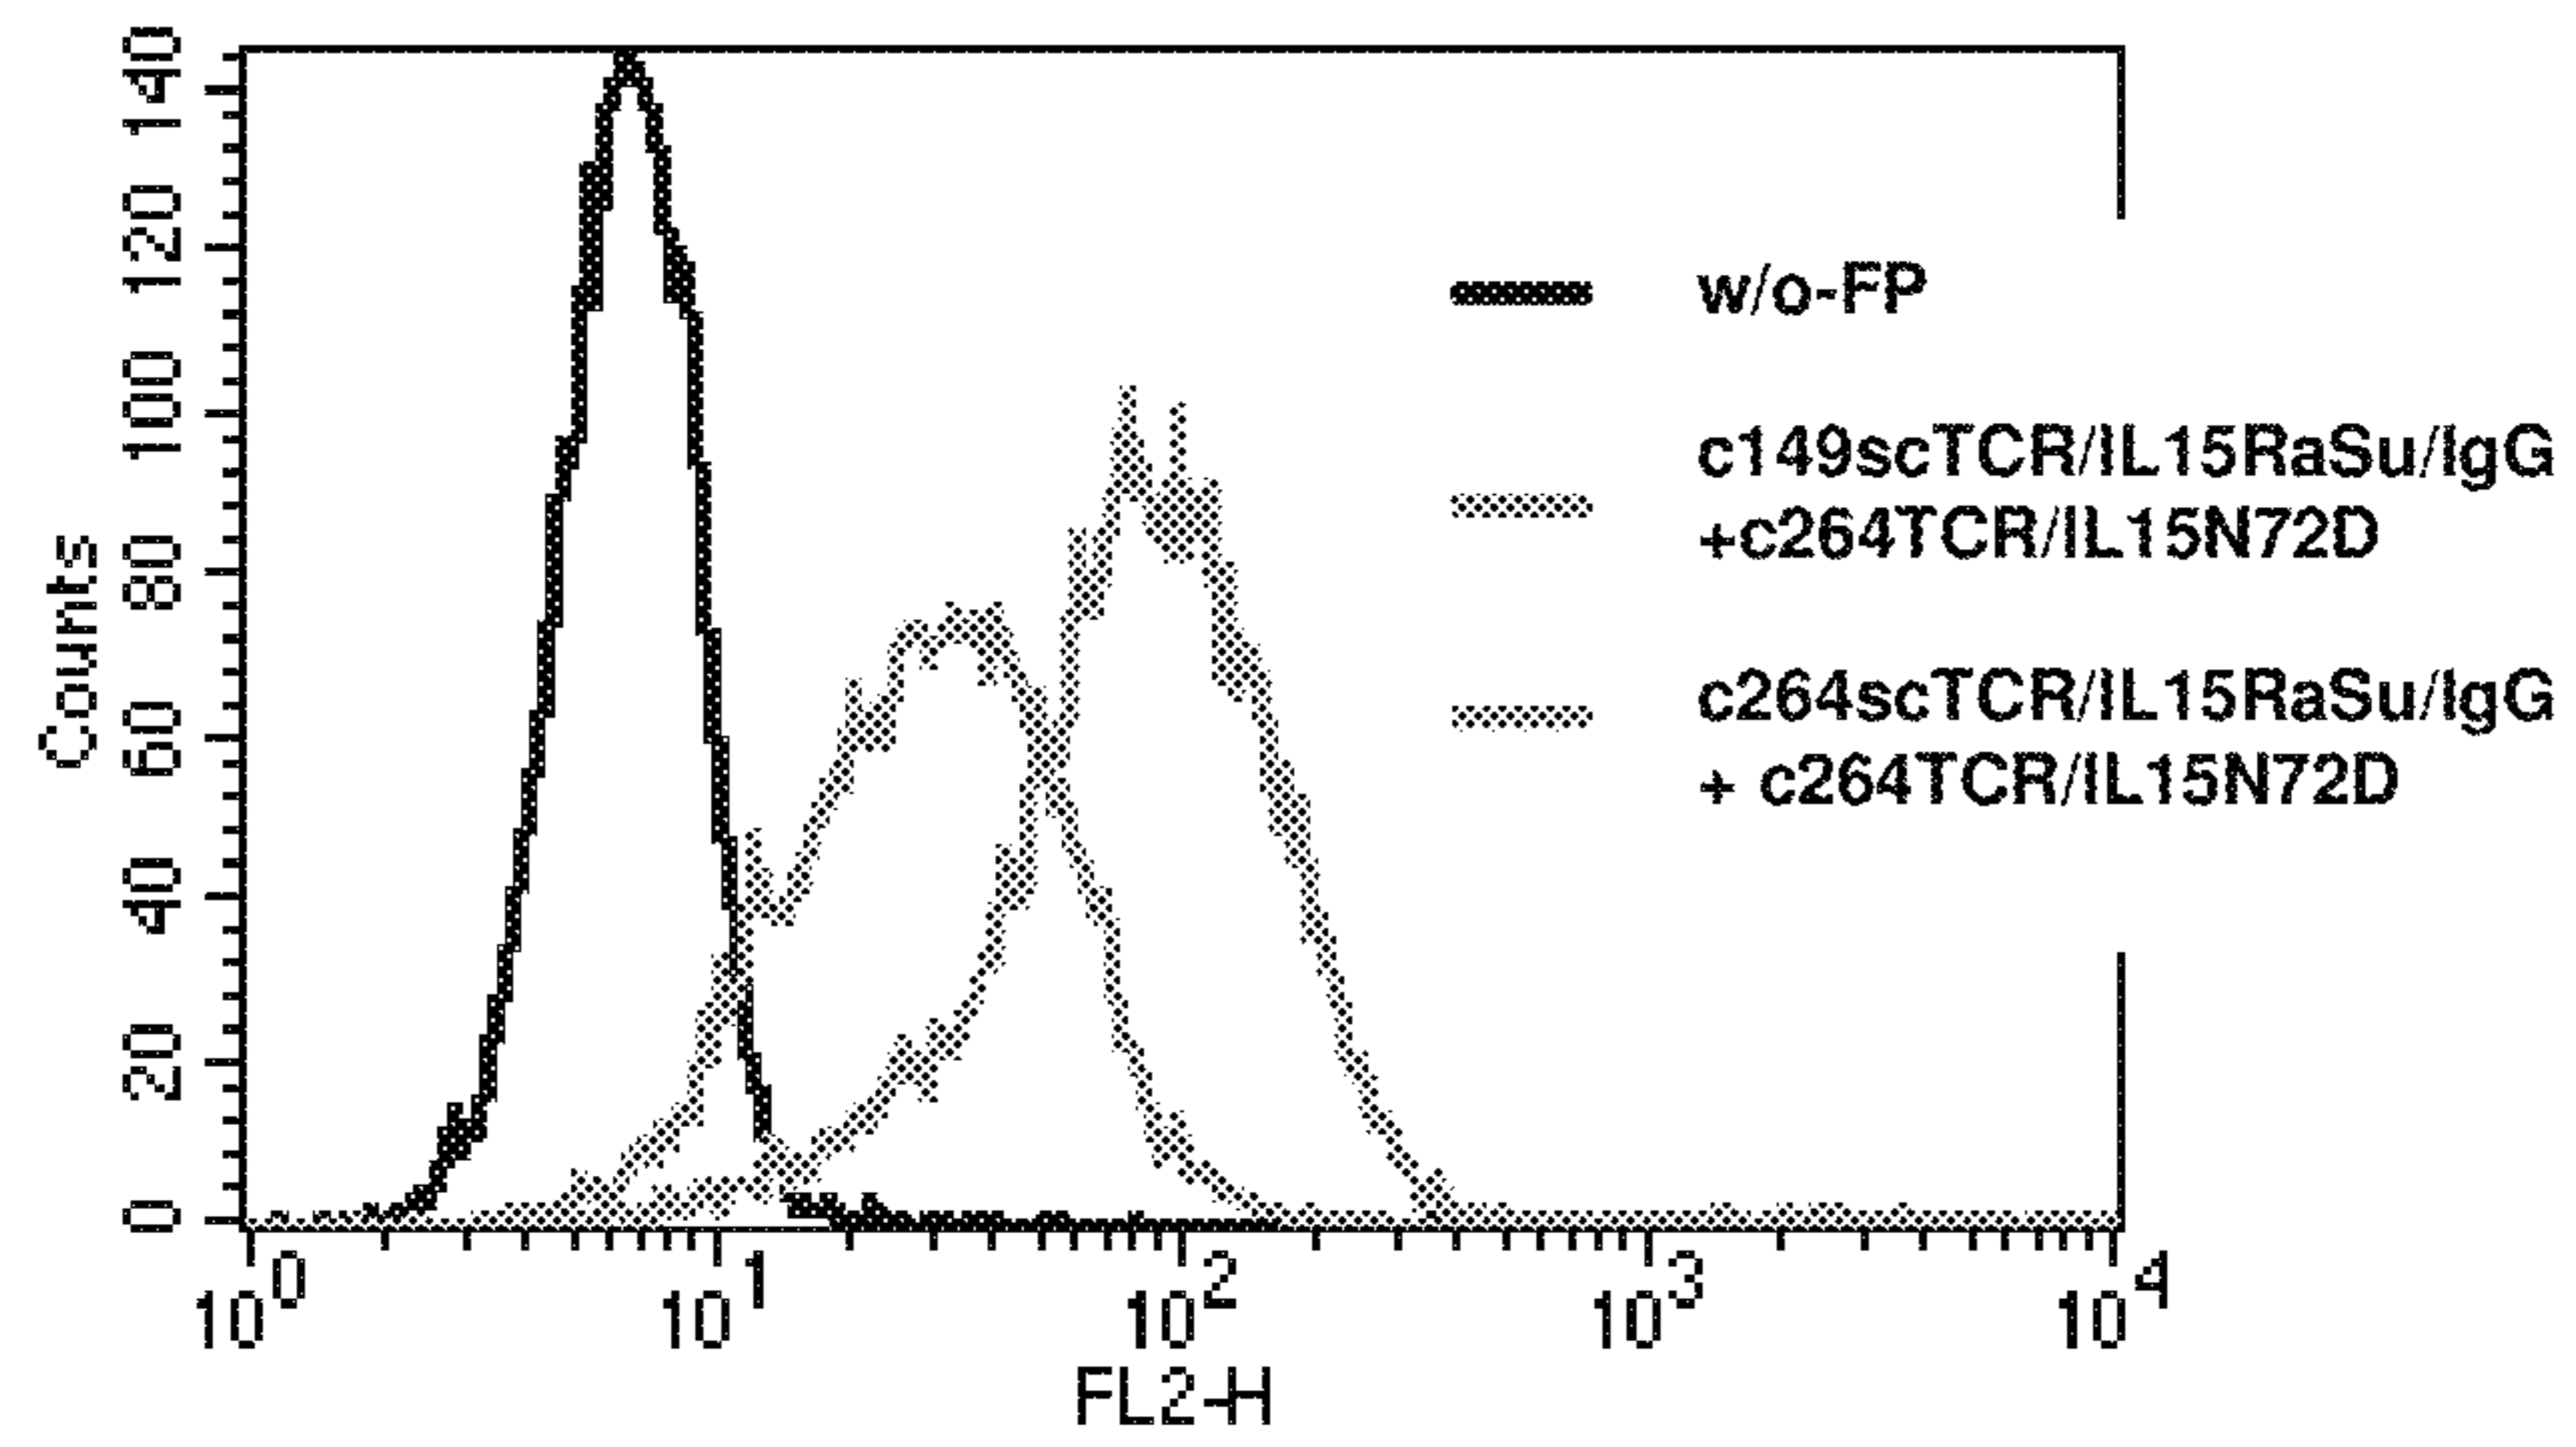 140
120
100
80
60
40
20
0
Counts
w/o-FP
c149scTCR/IL15RaSu/IgG
+c264TCR/IL15N72D
c264scTCR/IL15RaSu/IgG
+ c264TCR/IL15N72D
10^0 10^1 10^2 10^3 10^4
FL2-H